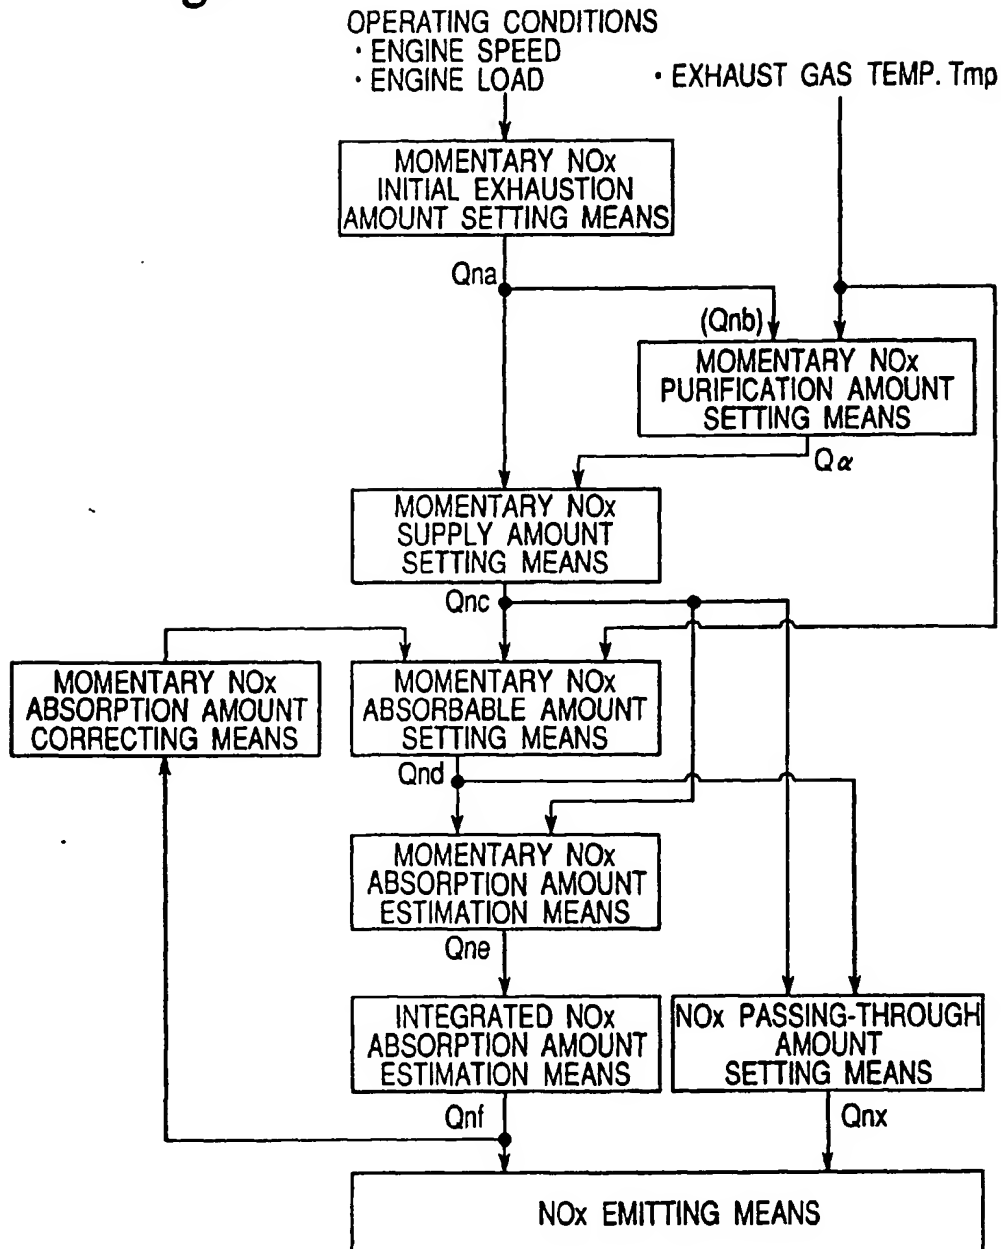 OPERATING CONDITIONS
· ENGINE SPEED
· ENGINE LOAD
· EXHAUST GAS TEMP. Tmp
MOMENTARY NOx
INITIAL EXHAUSTION
AMOUNT SETTING MEANS
Qna
(Qnb)
MOMENTARY NOx
PURIFICATION AMOUNT
SETTING MEANS
Qα
MOMENTARY NOx
SUPPLY AMOUNT
SETTING MEANS
Qnc
MOMENTARY NOx
ABSORPTION AMOUNT
CORRECTING MEANS
MOMENTARY NOx
ABSORBABLE AMOUNT
SETTING MEANS
Qnd
MOMENTARY NOx
ABSORPTION AMOUNT
ESTIMATION MEANS
Qne
INTEGRATED NOx
ABSORPTION AMOUNT
ESTIMATION MEANS
NOx PASSING-THROUGH
AMOUNT
SETTING MEANS
Qnf
Qnx
NOx EMITTING MEANS